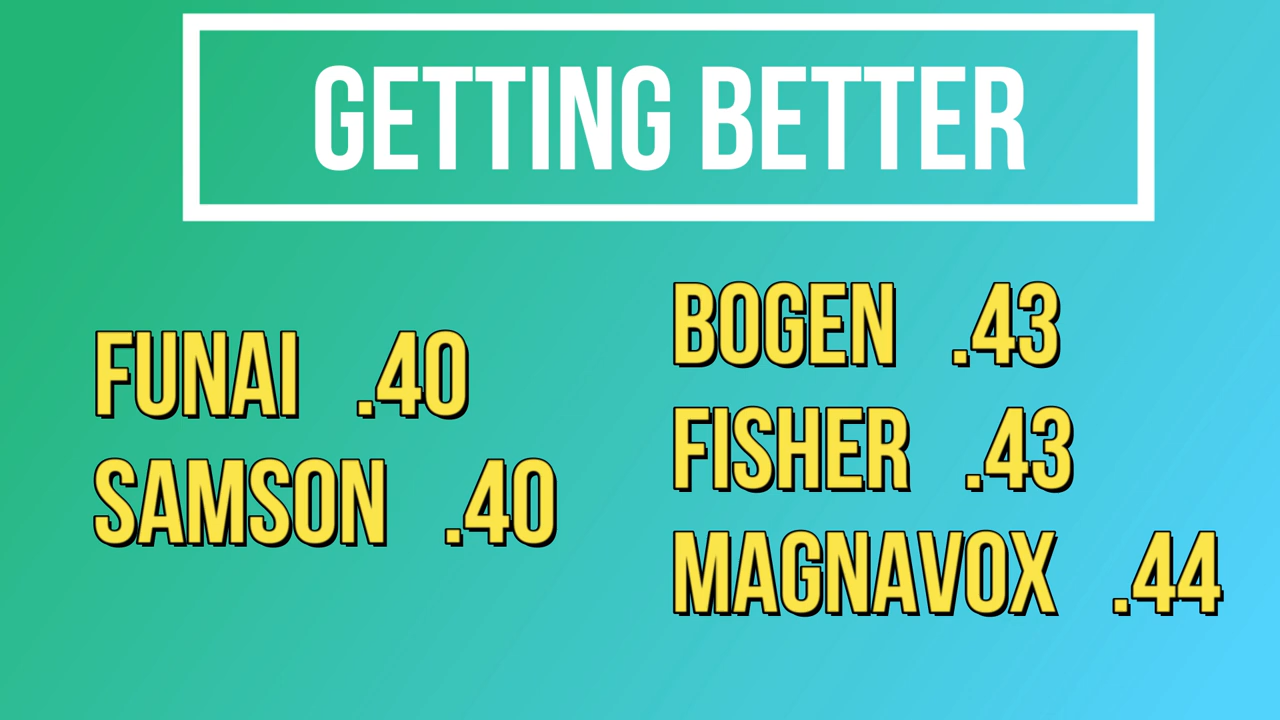 GETTING BETTER
FUNAI .40
SAMSON .40
BOGEN .43
FISHER .43
MAGNAVOX .44